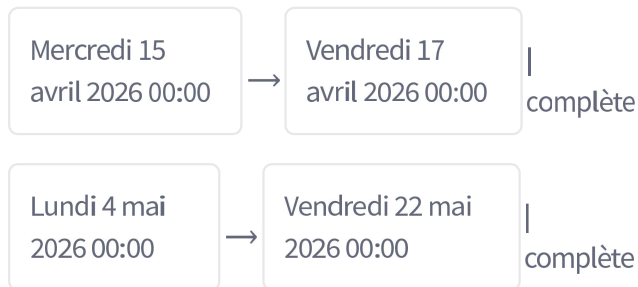 Mercredi 15
avril 2026 00:00
→
Vendredi 17
avril 2026 00:00
|
complète
Lundi 4 mai
2026 00:00
→
Vendredi 22 mai
2026 00:00
|
complète